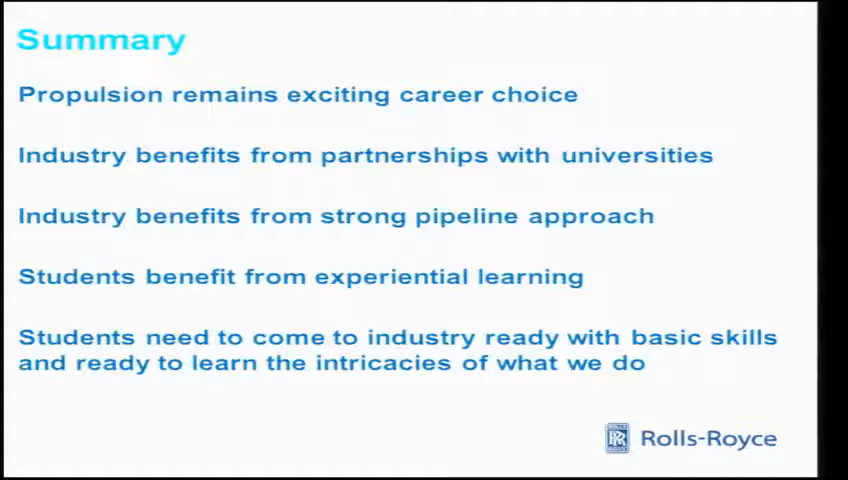 Summary
Propulsion remains exciting career choice
Industry benefits from partnerships with universities
Industry benefits from strong pipeline approach
Students benefit from experiential learning
Students need to come to industry ready with basic skills
and ready to learn the intricacies of what we do
Rolls-Royce